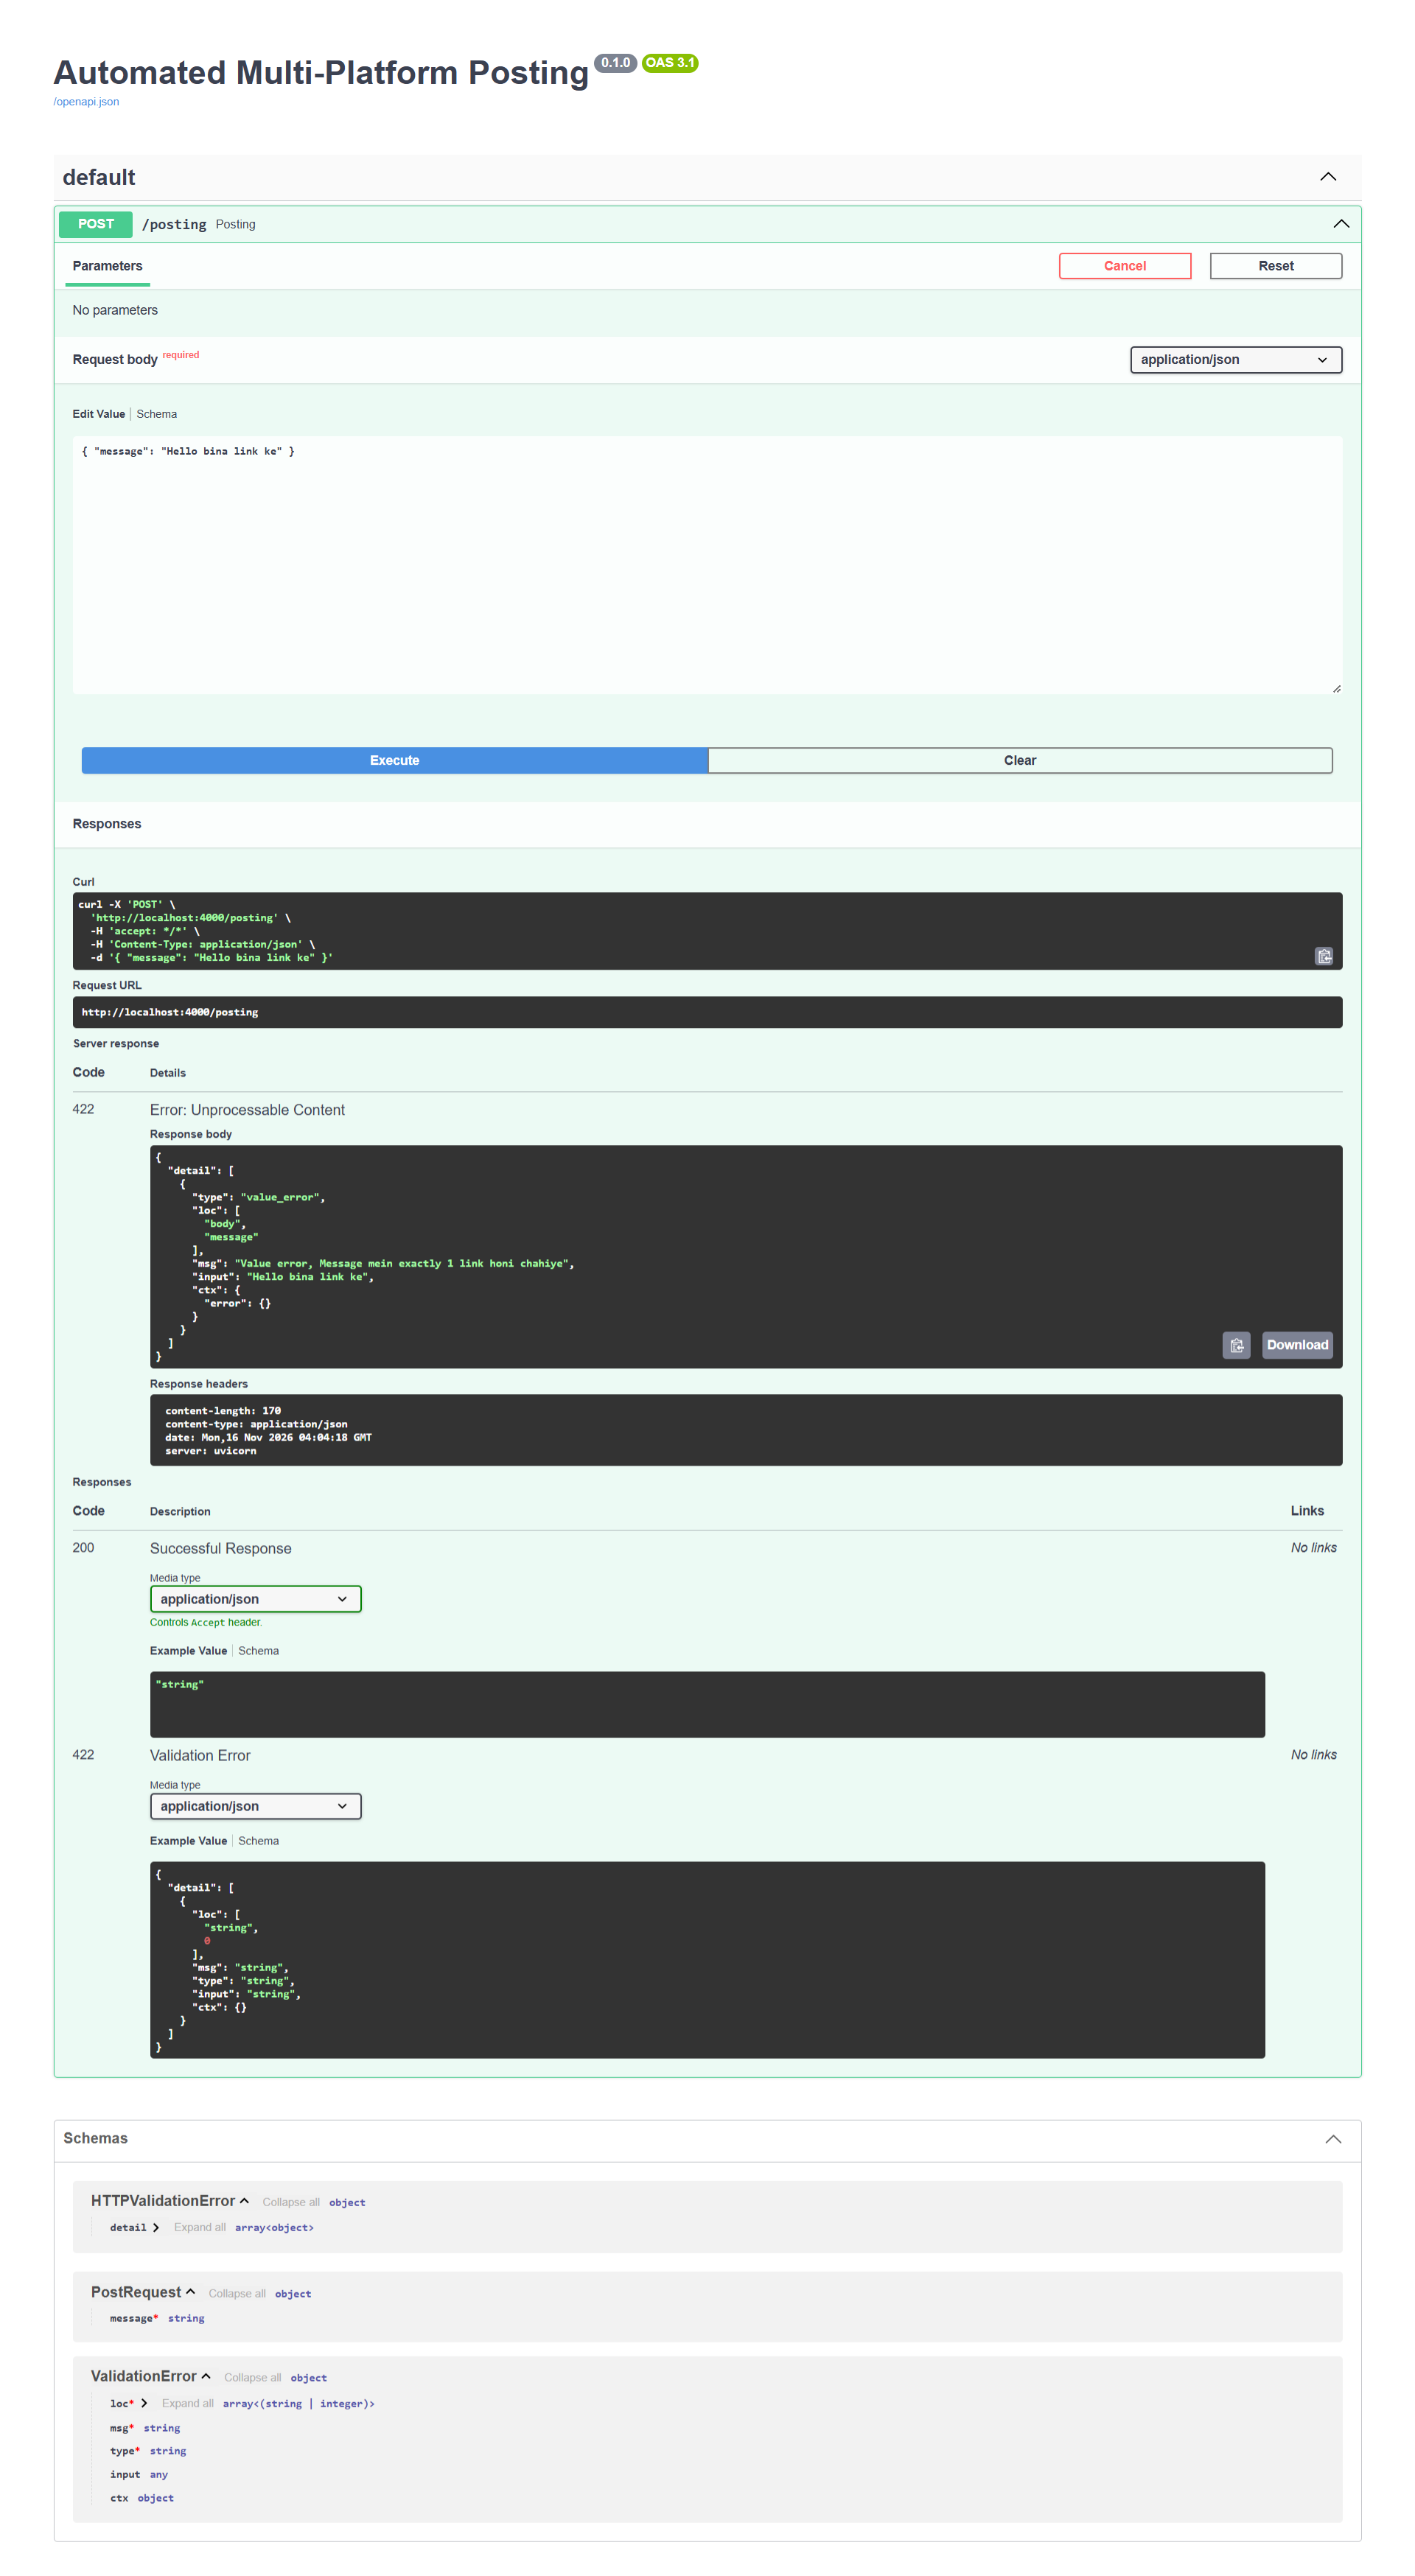 Automated Multi-Platform Posting 0.1.0 OAS 3.1
/openapi.json
default
POST /posting Posting
Parameters Cancel Reset
No parameters
Request body required application/json
Edit Value | Schema
{ "message": "Hello bina link ke" }
Execute Clear
Responses
Curl
curl -X 'POST' \
  'http://localhost:4000/posting' \
  -H 'accept: */*' \
  -H 'Content-Type: application/json' \
  -d '{ "message": "Hello bina link ke" }'
Request URL
http://localhost:4000/posting
Server response
Code Details
422 Error: Unprocessable Content
Response body
{
  "detail": [
    {
      "type": "value_error",
      "loc": [
        "body",
        "message"
      ],
      "msg": "Value error, Message mein exactly 1 link honi chahiye",
      "input": "Hello bina link ke",
      "ctx": {
        "error": {}
      }
    }
  ]
}
Download
Response headers
content-length: 170
content-type: application/json
date: Mon,16 Nov 2026 04:04:18 GMT
server: uvicorn
Responses
Code Description Links
200 Successful Response No links
Media type
application/json
Controls Accept header.
Example Value | Schema
"string"
422 Validation Error No links
Media type
application/json
Example Value | Schema
{
  "detail": [
    {
      "loc": [
        "string",
        0
      ],
      "msg": "string",
      "type": "string",
      "input": "string",
      "ctx": {}
    }
  ]
}
Schemas
HTTPValidationError Collapse all object
detail Expand all array<object>
PostRequest Collapse all object
message* string
ValidationError Collapse all object
loc* Expand all array<(string | integer)>
msg* string
type* string
input any
ctx object